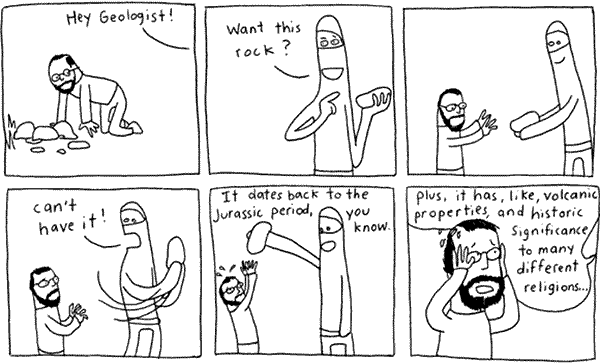 Hey Geologist!
Want this
rock?
can't
have it!
It dates back to the
Jurassic period, you
know.
Plus, it has, like, volcanic
properties, and historic
significance
to many
different
religions...